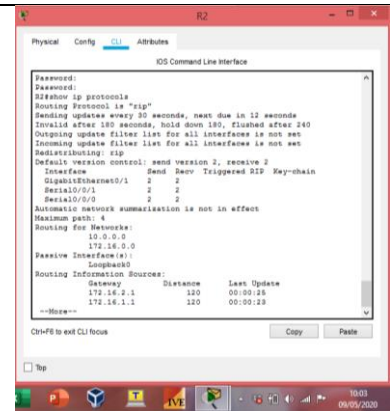 R2
Physical Config CLI Attributes
IOS Command Line Interface
Password:
Password:
R2#show ip protocols
Routing Protocol is "rip"
Sending updates every 30 seconds, next due in 12 seconds
Invalid after 180 seconds, hold down 180, flushed after 240
Outgoing update filter list for all interfaces is not set
Incoming update filter list for all interfaces is not set
Redistributing: rip
Default version control: send version 2, receive 2
Interface Send Recv Triggered RIP Key-chain
GigabitEthernet0/1 2 2
Serial0/0/1 2 2
Serial0/0/0 2 2
Automatic network summarization is not in effect
Maximum path: 4
Routing for Networks:
10.0.0.0
172.16.0.0
Passive Interface(s):
Loopback0
Routing Information Sources:
Gateway Distance Last Update
172.16.2.1 120 00:00:25
172.16.1.1 120 00:00:23
--More--
Ctrl+F6 to exit CLI focus
Copy Paste
Top
IVE
10:03
09/05/2020